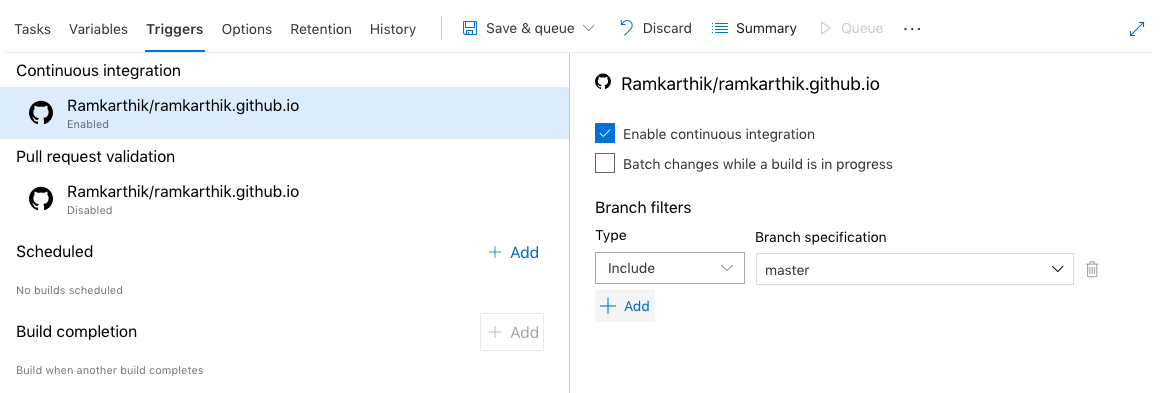 Tasks Variables Triggers Options Retention History Save & queue Discard Summary Queue ...
Continuous integration
Ramkarthik/ramkarthik.github.io
Enabled
Pull request validation
Ramkarthik/ramkarthik.github.io
Disabled
Scheduled + Add
No builds scheduled
Build completion + Add
Build when another build completes
Ramkarthik/ramkarthik.github.io
Enable continuous integration
Batch changes while a build is in progress
Branch filters
Type Branch specification
Include master
+ Add